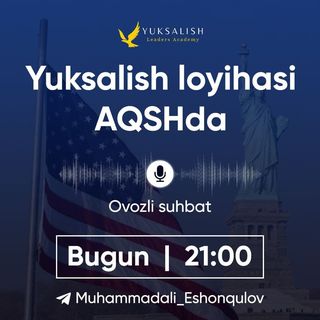 YUKSALISH
Leaders Academy
Yuksalish loyihasi
AQSHda
Ovozli suhbat
Bugun | 21:00
Muhammadali_Eshonqulov